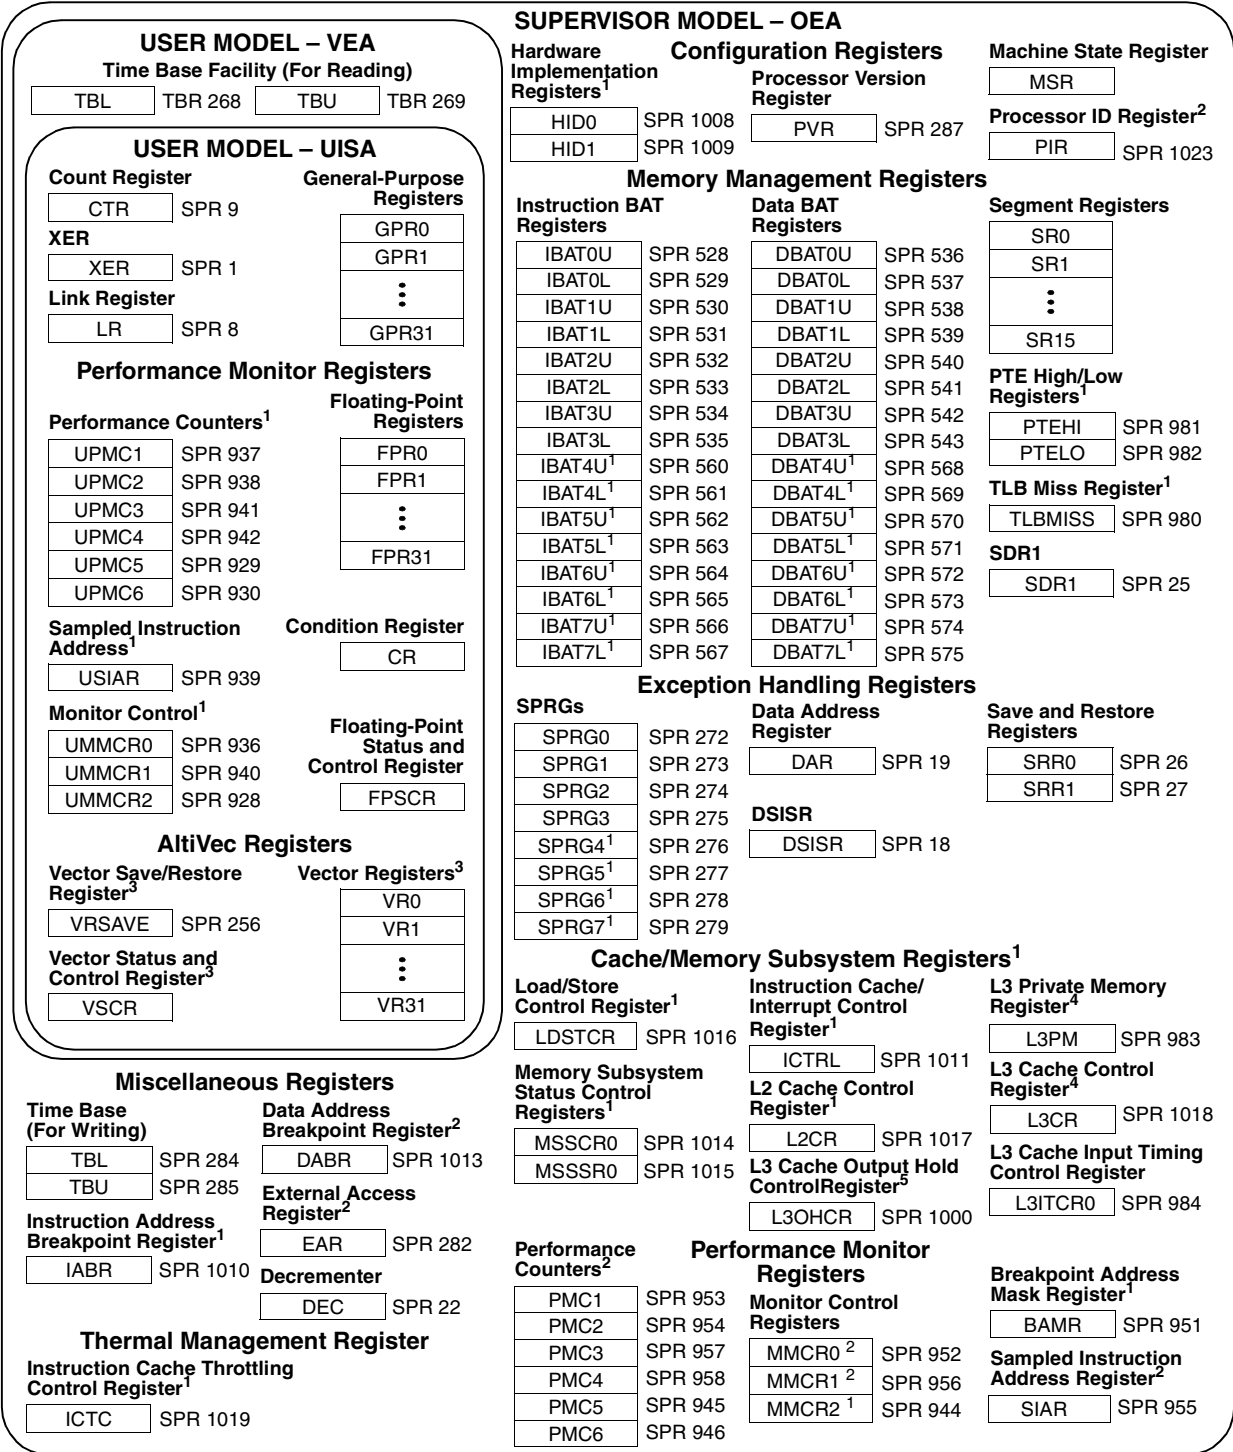 SUPERVISOR MODEL – OEA
USER MODEL – VEA
Time Base Facility (For Reading)
TBL TBR 268 TBU TBR 269
USER MODEL – UISA
Count Register
CTR SPR 9
XER
XER SPR 1
Link Register
LR SPR 8
General-Purpose
Registers
GPR0
GPR1
GPR31
Performance Monitor Registers
Performance Counters1
UPMC1 SPR 937
UPMC2 SPR 938
UPMC3 SPR 941
UPMC4 SPR 942
UPMC5 SPR 929
UPMC6 SPR 930
Floating-Point
Registers
FPR0
FPR1
FPR31
Sampled Instruction
Address1
USIAR SPR 939
Condition Register
CR
Monitor Control1
UMMCR0 SPR 936
UMMCR1 SPR 940
UMMCR2 SPR 928
Floating-Point
Status and
Control Register
FPSCR
AltiVec Registers
Vector Save/Restore
Register3
VRSAVE SPR 256
Vector Status and
Control Register3
VSCR
Vector Registers3
VR0
VR1
VR31
Miscellaneous Registers
Time Base
(For Writing)
TBL SPR 284
TBU SPR 285
Instruction Address
Breakpoint Register1
IABR SPR 1010
Data Address
Breakpoint Register2
DABR SPR 1013
External Access
Register2
EAR SPR 282
Decrementer
DEC SPR 22
Thermal Management Register
Instruction Cache Throttling
Control Register1
ICTC SPR 1019
Configuration Registers
Hardware
Implementation
Registers1
HID0 SPR 1008
HID1 SPR 1009
Processor Version
Register
PVR SPR 287
Machine State Register
MSR
Processor ID Register2
PIR SPR 1023
Memory Management Registers
Instruction BAT
Registers
IBAT0U SPR 528
IBAT0L SPR 529
IBAT1U SPR 530
IBAT1L SPR 531
IBAT2U SPR 532
IBAT2L SPR 533
IBAT3U SPR 534
IBAT3L SPR 535
IBAT4U1 SPR 560
IBAT4L1 SPR 561
IBAT5U1 SPR 562
IBAT5L1 SPR 563
IBAT6U1 SPR 564
IBAT6L1 SPR 565
IBAT7U1 SPR 566
IBAT7L1 SPR 567
Data BAT
Registers
DBAT0U SPR 536
DBAT0L SPR 537
DBAT1U SPR 538
DBAT1L SPR 539
DBAT2U SPR 540
DBAT2L SPR 541
DBAT3U SPR 542
DBAT3L SPR 543
DBAT4U1 SPR 568
DBAT4L1 SPR 569
DBAT5U1 SPR 570
DBAT5L1 SPR 571
DBAT6U1 SPR 572
DBAT6L1 SPR 573
DBAT7U1 SPR 574
DBAT7L1 SPR 575
Segment Registers
SR0
SR1
SR15
PTE High/Low
Registers1
PTEHI SPR 981
PTELO SPR 982
TLB Miss Register1
TLBMISS SPR 980
SDR1
SDR1 SPR 25
Exception Handling Registers
SPRGs
SPRG0 SPR 272
SPRG1 SPR 273
SPRG2 SPR 274
SPRG3 SPR 275
SPRG41 SPR 276
SPRG51 SPR 277
SPRG61 SPR 278
SPRG71 SPR 279
Data Address
Register
DAR SPR 19
DSISR
DSISR SPR 18
Save and Restore
Registers
SRR0 SPR 26
SRR1 SPR 27
Cache/Memory Subsystem Registers1
Load/Store
Control Register1
LDSTCR SPR 1016
Memory Subsystem
Status Control
Registers1
MSSCR0 SPR 1014
MSSSR0 SPR 1015
Instruction Cache/
Interrupt Control
Register1
ICTRL SPR 1011
L2 Cache Control
Register1
L2CR SPR 1017
L3 Cache Output Hold
ControlRegister5
L3OHCR SPR 1000
L3 Private Memory
Register4
L3PM SPR 983
L3 Cache Control
Register4
L3CR SPR 1018
L3 Cache Input Timing
Control Register
L3ITCR0 SPR 984
Performance Monitor
Registers
Performance
Counters2
PMC1 SPR 953
PMC2 SPR 954
PMC3 SPR 957
PMC4 SPR 958
PMC5 SPR 945
PMC6 SPR 946
Monitor Control
Registers
MMCR0 2 SPR 952
MMCR1 2 SPR 956
MMCR2 1 SPR 944
Breakpoint Address
Mask Register1
BAMR SPR 951
Sampled Instruction
Address Register2
SIAR SPR 955